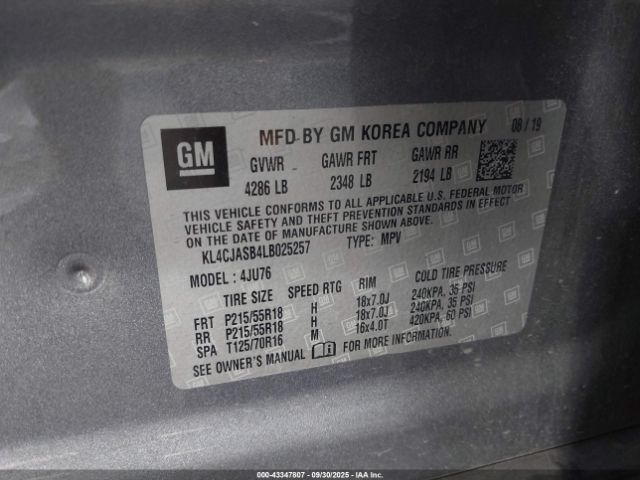 GM
MFD BY GM KOREA COMPANY 08 / 19
GVWR GAWR FRT GAWR RR
4286 LB 2348 LB 2194 LB
THIS VEHICLE CONFORMS TO ALL APPLICABLE U.S. FEDERAL MOTOR
VEHICLE SAFETY AND THEFT PREVENTION STANDARDS IN EFFECT
ON THE DATE OF MANUFACTURE SHOWN ABOVE.
KL4CJASB4LB025257 TYPE: MPV
MODEL : 4JU76
TIRE SIZE SPEED RTG RIM COLD TIRE PRESSURE
FRT P215/55R18 H 18x7.0J 240KPA, 35 PSI
RR P215/55R18 H 18x7.0J 240KPA, 35 PSI
SPA T125/70R16 M 16x4.0T 420KPA, 60 PSI
SEE OWNER'S MANUAL FOR MORE INFORMATION.
000-43347807 - 09/30/2025 - IAA Inc.